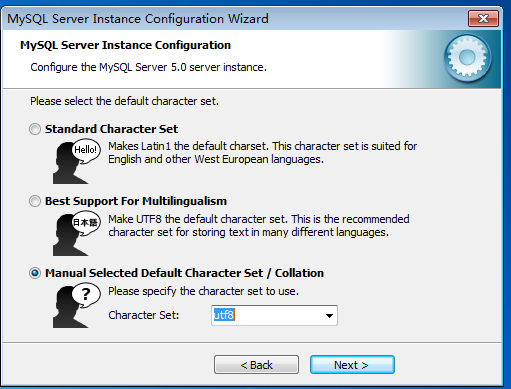 MySQL Server Instance Configuration Wizard
MySQL Server Instance Configuration
Configure the MySQL Server 5.0 server instance.
Please select the default character set.
Standard Character Set
Hello!
Makes Latin1 the default charset. This character set is suited for
English and other West European languages.
Best Support For Multilingualism
日本語
Make UTF8 the default character set. This is the recommended
character set for storing text in many different languages.
Manual Selected Default Character Set / Collation
?
Please specify the character set to use.
Character Set: utf8
< Back Next >